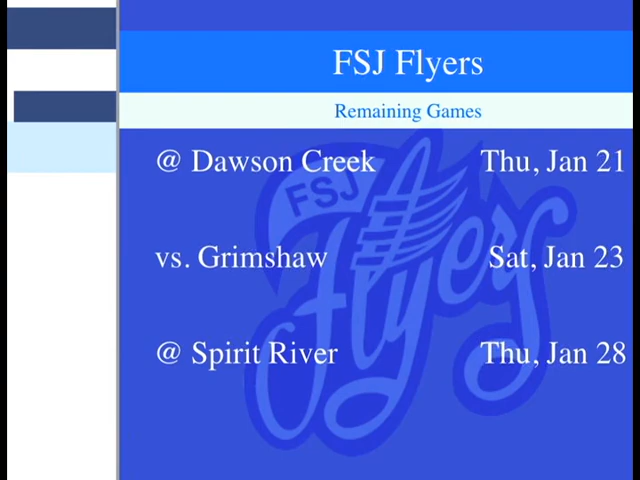 FSJ Flyers
Remaining Games
@ Dawson Creek Thu, Jan 21
vs. Grimshaw Sat, Jan 23
@ Spirit River Thu, Jan 28
FSJ
Flyers